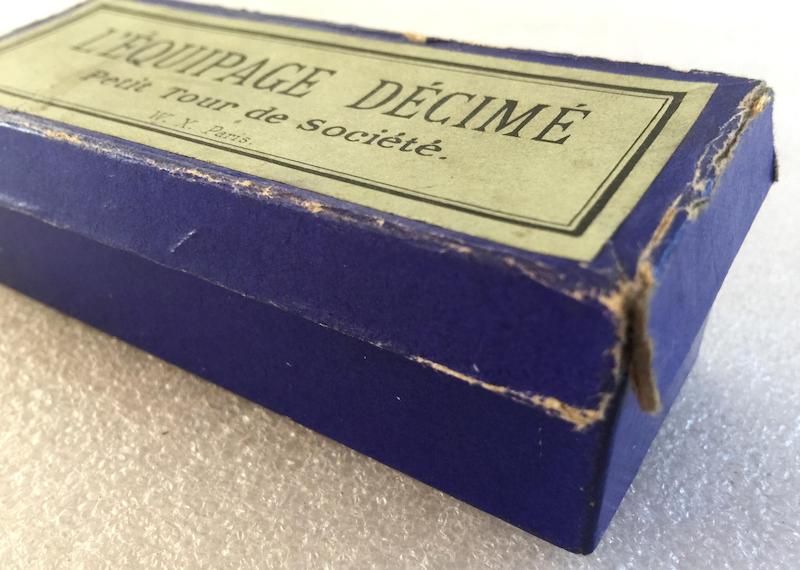 L'ÉQUIPAGE DÉCIMÉ
Petit Tour de Société.
W. X. Paris.